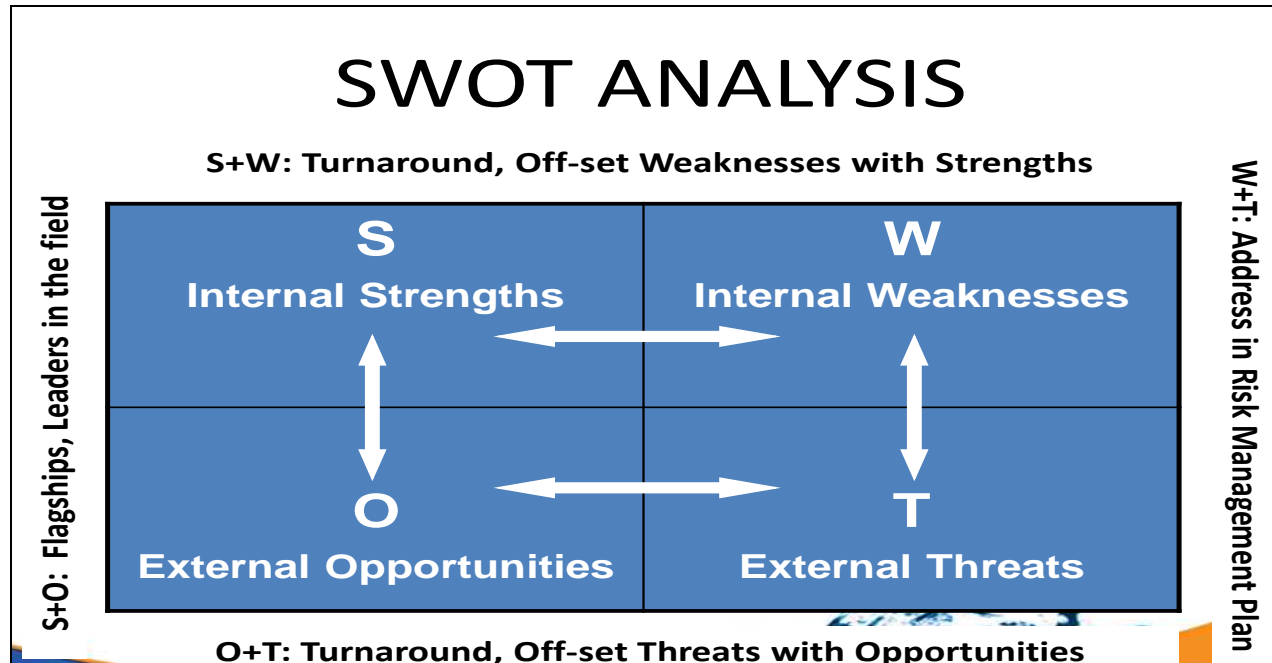 SWOT ANALYSIS
S+W: Turnaround, Off-set Weaknesses with Strengths
S+O: Flagships, Leaders in the field
S
Internal Strengths
W
Internal Weaknesses
O
External Opportunities
T
External Threats
W+T: Address in Risk Management Plan
O+T: Turnaround, Off-set Threats with Opportunities